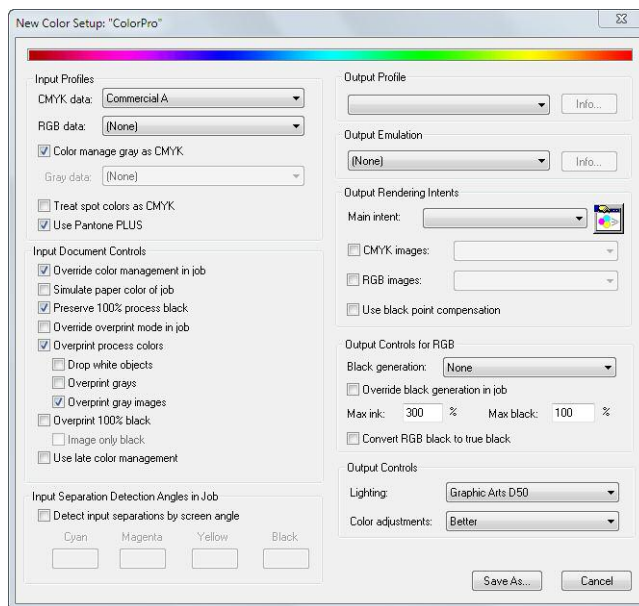 New Color Setup: "ColorPro"
Input Profiles
CMYK data: Commercial A
RGB data: (None)
Color manage gray as CMYK
Gray data: (None)
Treat spot colors as CMYK
Use Pantone PLUS
Input Document Controls
Override color management in job
Simulate paper color of job
Preserve 100% process black
Override overprint mode in job
Overprint process colors
Drop white objects
Overprint grays
Overprint gray images
Overprint 100% black
Image only black
Use late color management
Input Separation Detection Angles in Job
Detect input separations by screen angle
Cyan Magenta Yellow Black
Output Profile
Info...
Output Emulation
(None) Info...
Output Rendering Intents
Main intent:
CMYK images:
RGB images:
Use black point compensation
Output Controls for RGB
Black generation: None
Override black generation in job
Max ink: 300 % Max black: 100 %
Convert RGB black to true black
Output Controls
Lighting: Graphic Arts D50
Color adjustments: Better
Save As... Cancel